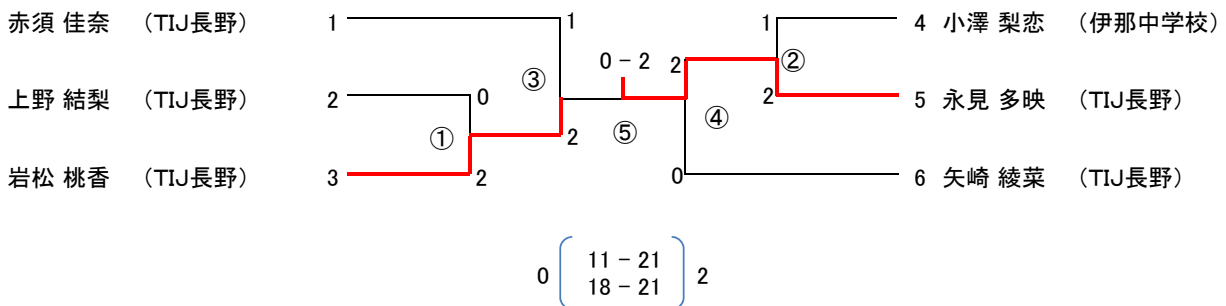 赤須 佳奈 （TIJ長野） 1 1 1 4 小澤 梨恋 （伊那中学校）
0 − 2 2 ②
③
上野 結梨 （TIJ長野） 2 0 2 5 永見 多映 （TIJ長野）
④
① 2 ⑤
岩松 桃香 （TIJ長野） 3 2 0 6 矢崎 綾菜 （TIJ長野）
11 − 21
0 2
18 − 21